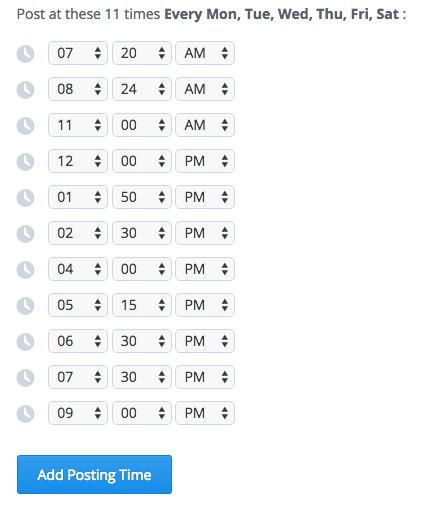 Post at these 11 times Every Mon, Tue, Wed, Thu, Fri, Sat :
07 20 AM
08 24 AM
11 00 AM
12 00 PM
01 50 PM
02 30 PM
04 00 PM
05 15 PM
06 30 PM
07 30 PM
09 00 PM
Add Posting Time